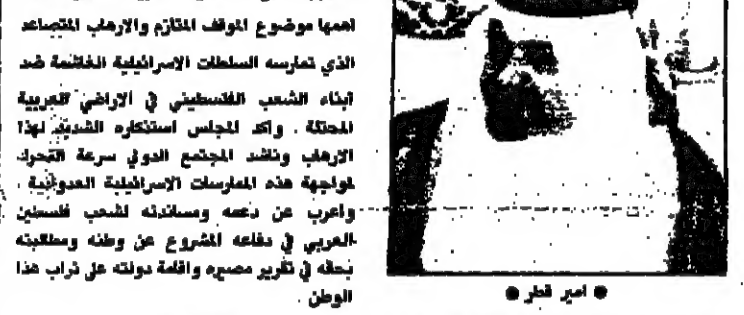 اهمها موضوع الموقف المتازم والارهاب المتصاعد
الذي تمارسه السلطات الاسرائيلية الغاشمة ضد
ابناء الشعب الفلسطيني في الاراضي العربية
المحتلة . واكد المجلس استنكاره الشديد لهذا
الارهاب وناشد المجتمع الدولي سرعة التحرك
لمواجهة هذه الممارسات الاسرائيلية العدوانية .
واعرب عن دعمه ومساندته لشعب فلسطين
العربي في دفاعه المشروع عن وطنه ومطالبته
بحقه في تقرير مصيره واقامة دولته على تراب هذا
الوطن .
● امير قطر ●